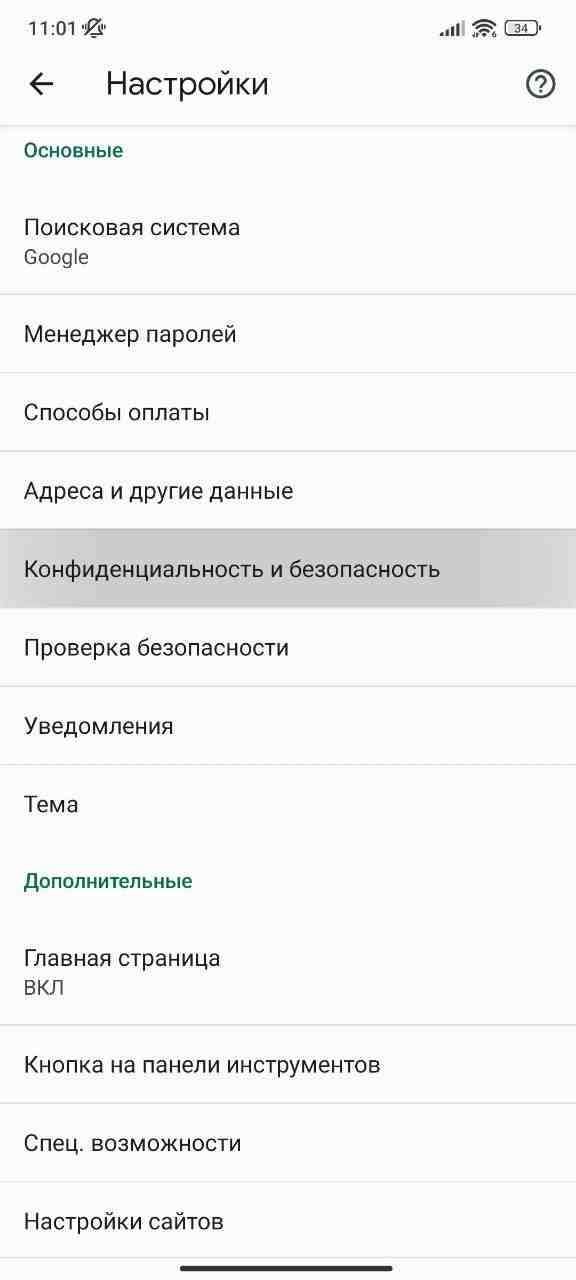 11:01
34
Настройки
Основные
Поисковая система
Google
Менеджер паролей
Способы оплаты
Адреса и другие данные
Конфиденциальность и безопасность
Проверка безопасности
Уведомления
Тема
Дополнительные
Главная страница
ВКЛ
Кнопка на панели инструментов
Спец. возможности
Настройки сайтов